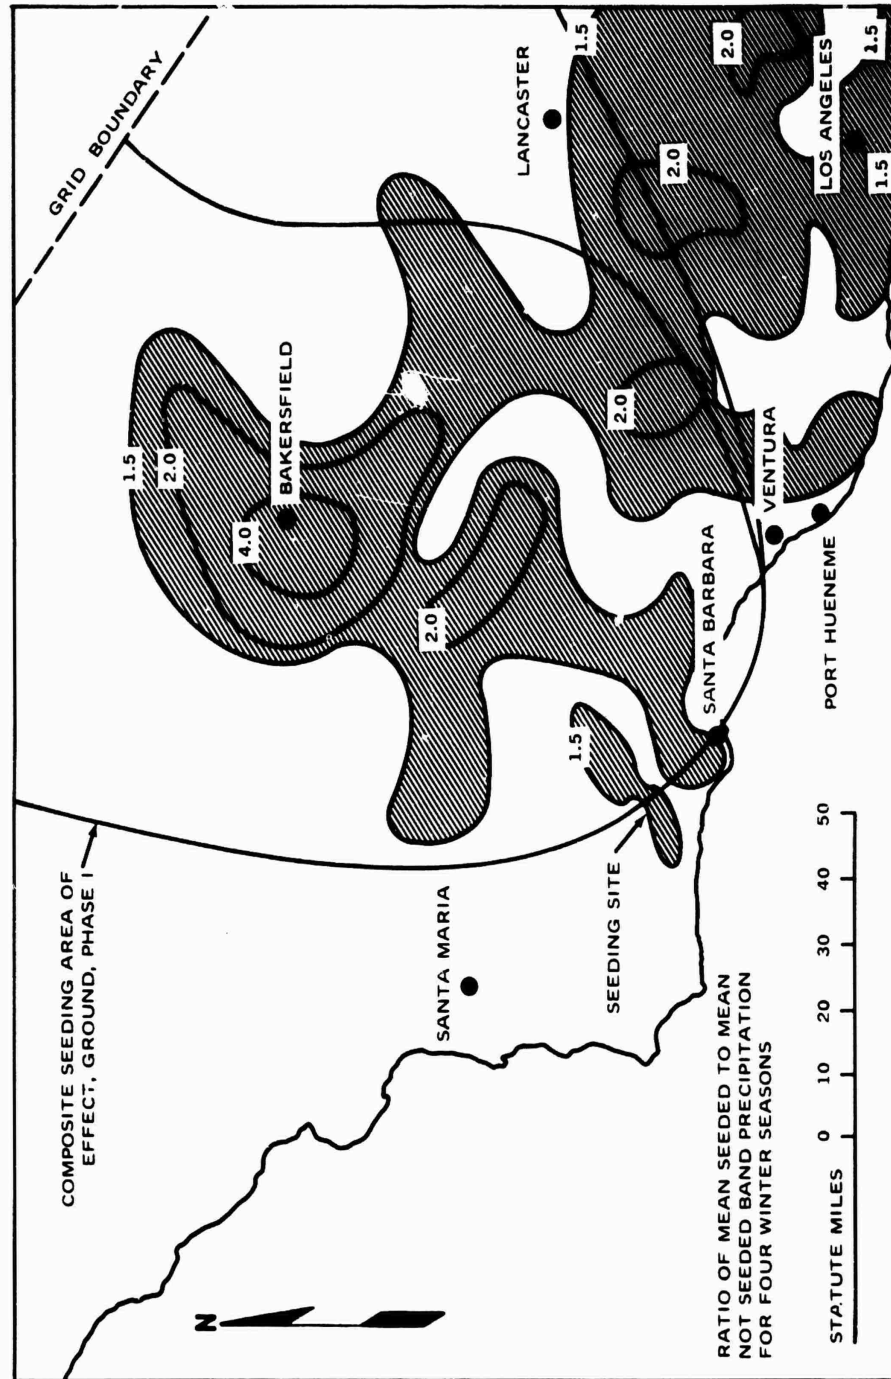 COMPOSITE SEEDING AREA OF
EFFECT, GROUND, PHASE I
GRID BOUNDARY
N
SANTA MARIA
SEEDING SITE
1.5
1.5
2.0
4.0
BAKERSFIELD
2.0
2.0
SANTA BARBARA
VENTURA
PORT HUENEME
LANCASTER
1.5
2.0
2.0
LOS ANGELES
1.5
1.5
RATIO OF MEAN SEEDED TO MEAN
NOT SEEDED BAND PRECIPITATION
FOR FOUR WINTER SEASONS
STATUTE MILES 0 10 20 30 40 50